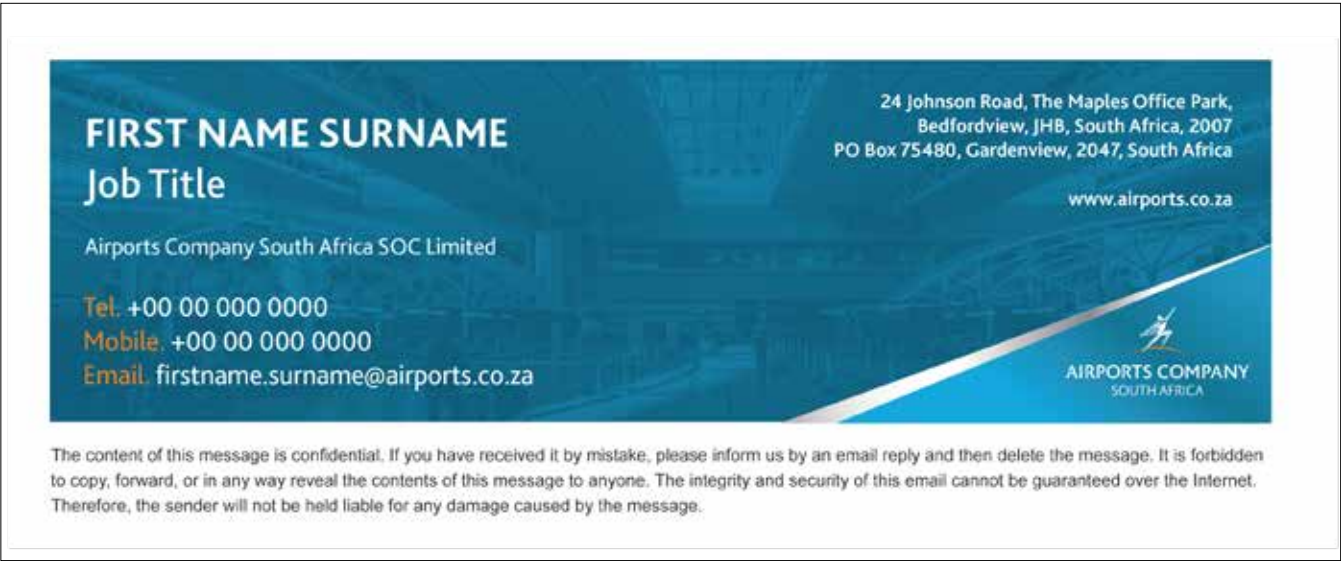 FIRST NAME SURNAME
Job Title
Airports Company South Africa SOC Limited
Tel. +00 00 000 0000
Mobile. +00 00 000 0000
Email. firstname.surname@airports.co.za
24 Johnson Road, The Maples Office Park,
Bedfordview, JHB, South Africa, 2007
PO Box 75480, Gardenview, 2047, South Africa
www.airports.co.za
AIRPORTS COMPANY
SOUTH AFRICA
The content of this message is confidential. If you have received it by mistake, please inform us by an email reply and then delete the message. It is forbidden
to copy, forward, or in any way reveal the contents of this message to anyone. The integrity and security of this email cannot be guaranteed over the Internet.
Therefore, the sender will not be held liable for any damage caused by the message.